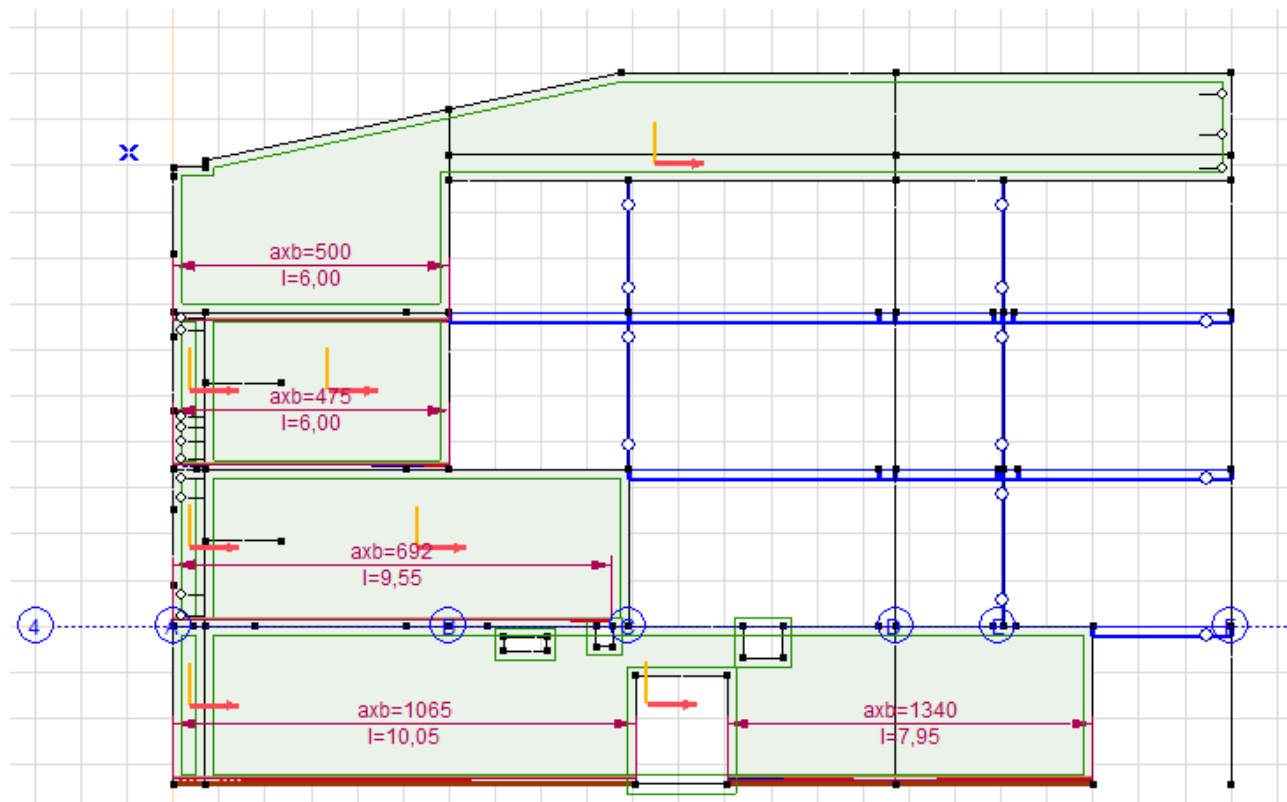 axb=500
l=6,00
axb=475
l=6,00
axb=692
l=9,55
4 A B C D E F
axb=1065
l=10,05
axb=1340
l=7,95